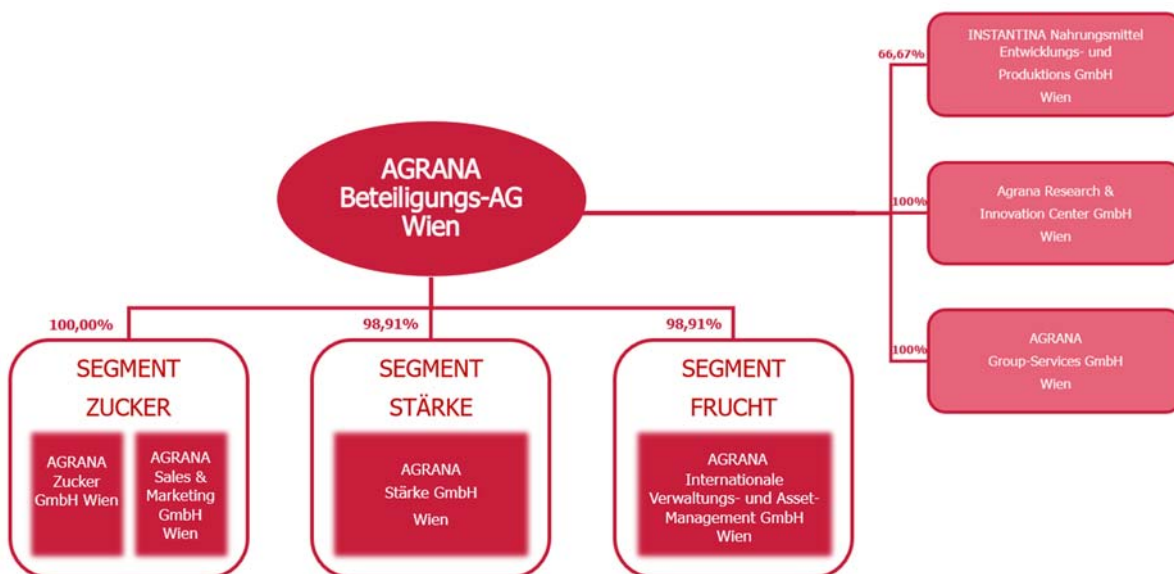 INSTANTINA Nahrungsmittel
Entwicklungs- und
Produktions GmbH
Wien
66,67%
AGRANA
Beteiligungs-AG
Wien
Agrana Research &
Innovation Center GmbH
Wien
100%
AGRANA
Group-Services GmbH
Wien
100%
100,00%
98,91%
98,91%
SEGMENT
ZUCKER
AGRANA
Zucker
GmbH Wien
AGRANA
Sales &
Marketing
GmbH
Wien
SEGMENT
STÄRKE
AGRANA
Stärke GmbH
Wien
SEGMENT
FRUCHT
AGRANA
Internationale
Verwaltungs- und Asset-
Management GmbH
Wien